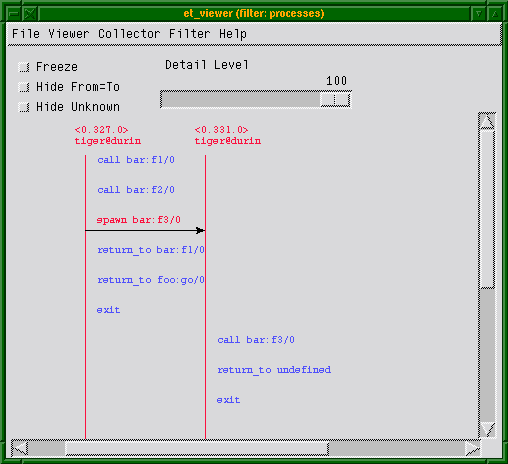 et_viewer (filter: processes)
File Viewer Collector Filter Help
Freeze
Detail Level
Hide From=To
100
Hide Unknown
<0.327.0> <0.331.0>
tiger@durin tiger@durin
call bar:f1/0
call bar:f2/0
spawn bar:f3/0
return_to bar:f1/0
return_to foo:go/0
exit
call bar:f3/0
return_to undefined
exit